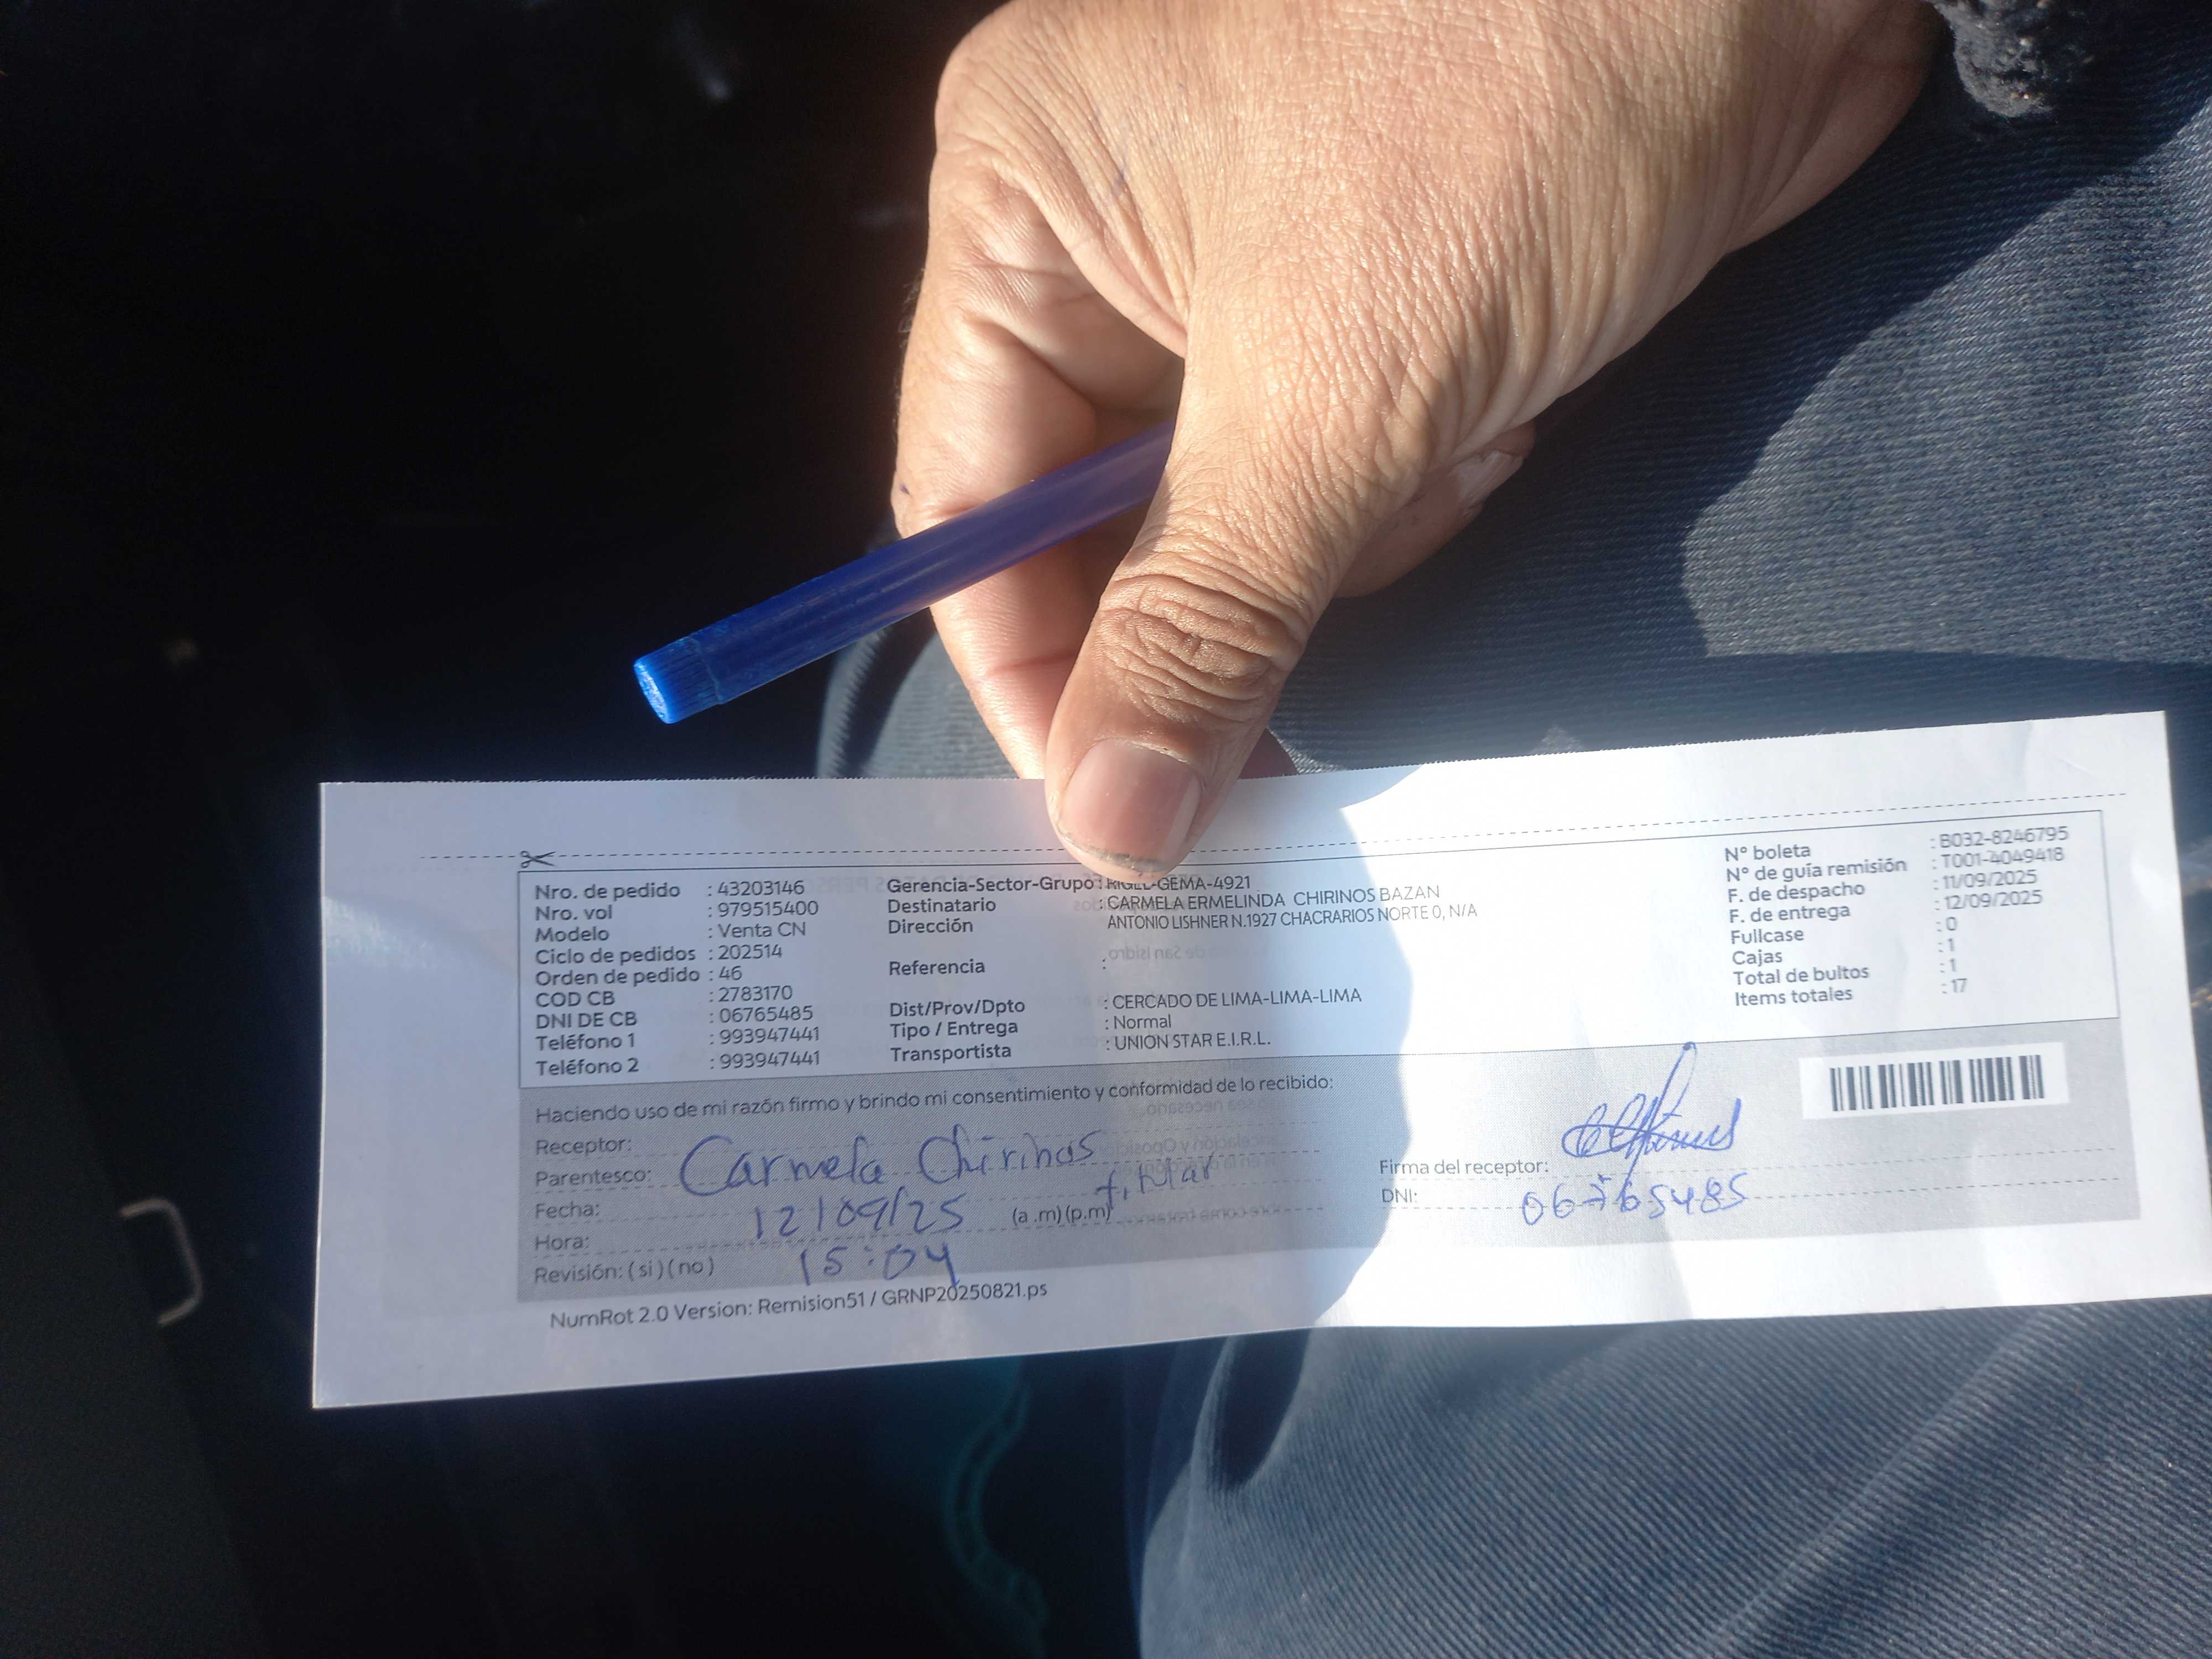 Nro. de pedido : 43203146
Nro. vol : 979515400
Modelo : Venta CN
Ciclo de pedidos : 202514
Orden de pedido : 46
COD CB : 2783170
DNI DE CB : 06765485
Teléfono 1 : 993947441
Teléfono 2 : 993947441
Gerencia-Sector-Grupo : RIGEL-GEMA-4921
Destinatario : CARMELA ERMELINDA CHIRINOS BAZAN
Dirección ANTONIO LISHNER N.1927 CHACRARIOS NORTE 0, N/A
Referencia :
Dist/Prov/Dpto : CERCADO DE LIMA-LIMA-LIMA
Tipo / Entrega : Normal
Transportista : UNION STAR E.I.R.L.
N° boleta : B032-8246795
N° de guía remisión : T001-4049418
F. de despacho : 11/09/2025
F. de entrega : 12/09/2025
Fullcase : 0
Cajas : 1
Total de bultos : 1
Items totales : 17
Haciendo uso de mi razón firmo y brindo mi consentimiento y conformidad de lo recibido:
Receptor:
Parentesco: Carmela Chirinos titular
Fecha: 12/09/25 (a .m) (p.m)
Hora:
Revisión: ( si ) ( no ) 15:04
Firma del receptor:
DNI: 06765485
NumRot 2.0 Version: Remision51 / GRNP20250821.ps